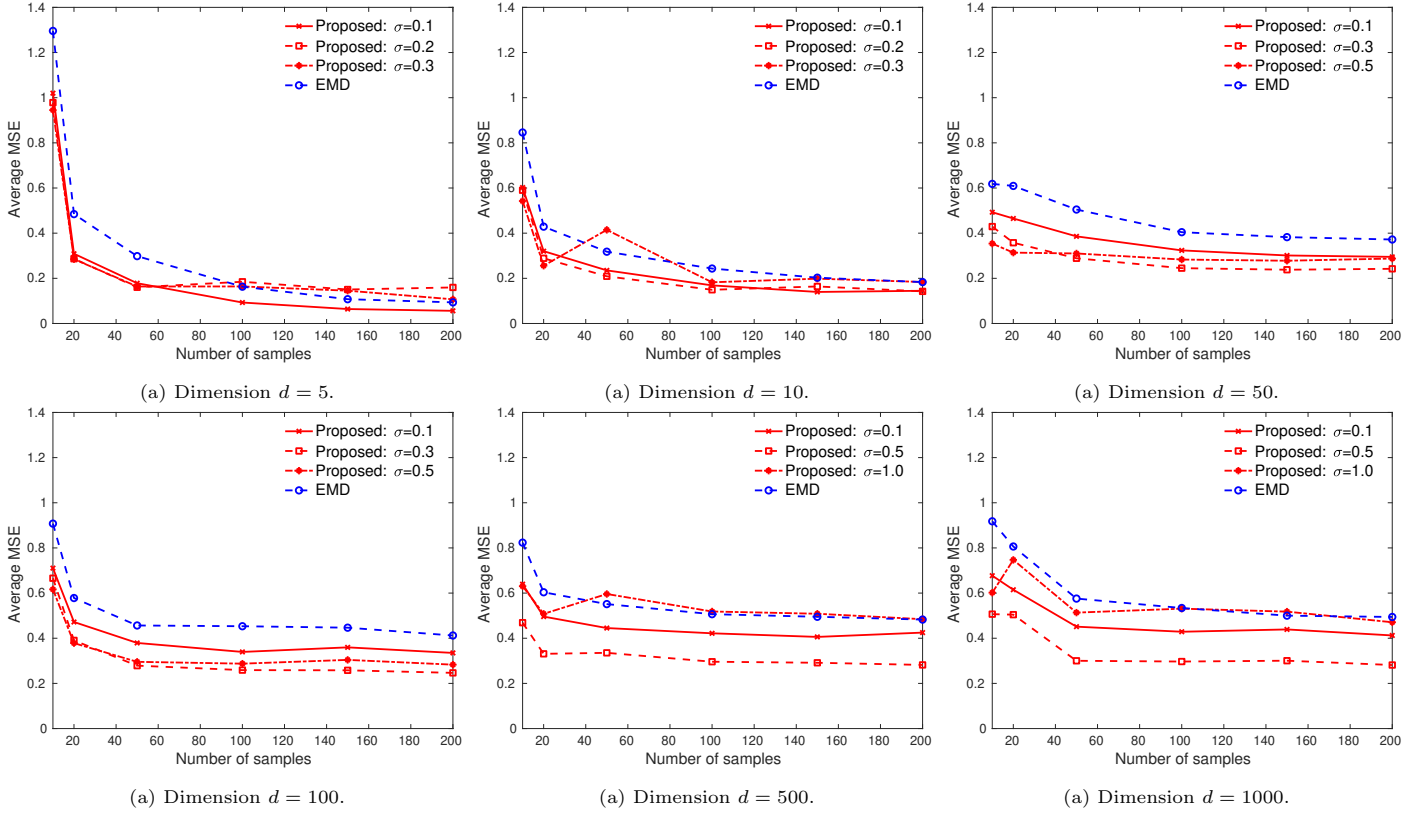 1.4
1.2
1
0.8
0.6
0.4
0.2
0
Average MSE
Proposed: σ=0.1
Proposed: σ=0.2
Proposed: σ=0.3
EMD
20 40 60 80 100 120 140 160 180 200
Number of samples
(a) Dimension d = 5.
1.4
1.2
1
0.8
0.6
0.4
0.2
0
Average MSE
Proposed: σ=0.1
Proposed: σ=0.2
Proposed: σ=0.3
EMD
20 40 60 80 100 120 140 160 180 200
Number of samples
(a) Dimension d = 10.
1.4
1.2
1
0.8
0.6
0.4
0.2
0
Average MSE
Proposed: σ=0.1
Proposed: σ=0.3
Proposed: σ=0.5
EMD
20 40 60 80 100 120 140 160 180 200
Number of samples
(a) Dimension d = 50.
1.4
1.2
1
0.8
0.6
0.4
0.2
0
Average MSE
Proposed: σ=0.1
Proposed: σ=0.3
Proposed: σ=0.5
EMD
20 40 60 80 100 120 140 160 180 200
Number of samples
(a) Dimension d = 100.
1.4
1.2
1
0.8
0.6
0.4
0.2
0
Average MSE
Proposed: σ=0.1
Proposed: σ=0.5
Proposed: σ=1.0
EMD
20 40 60 80 100 120 140 160 180 200
Number of samples
(a) Dimension d = 500.
1.4
1.2
1
0.8
0.6
0.4
0.2
0
Average MSE
Proposed: σ=0.1
Proposed: σ=0.5
Proposed: σ=1.0
EMD
20 40 60 80 100 120 140 160 180 200
Number of samples
(a) Dimension d = 1000.